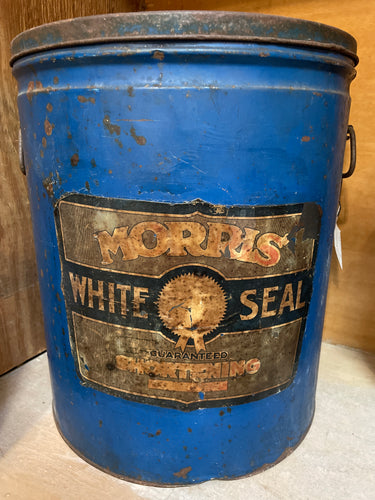 MORRIS'
WHITE SEAL
GUARANTEED
SHORTENING